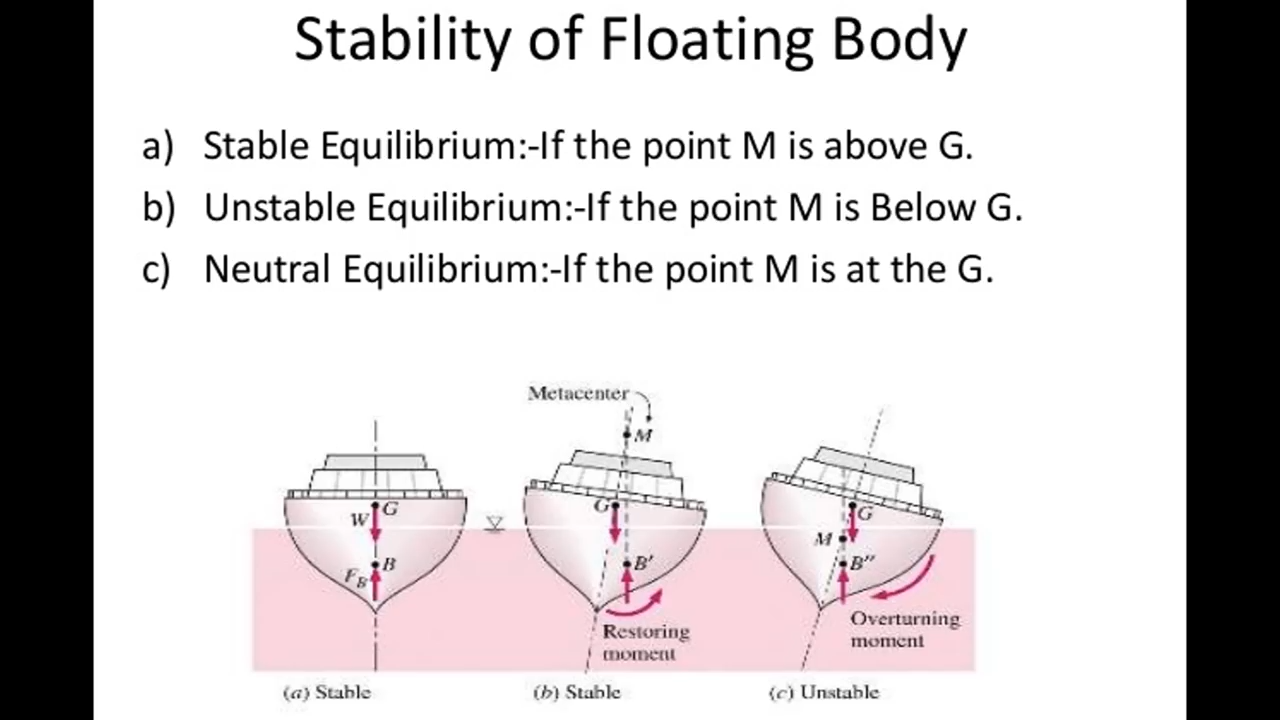 Stability of Floating Body
a) Stable Equilibrium:-If the point M is above G.
b) Unstable Equilibrium:-If the point M is Below G.
c) Neutral Equilibrium:-If the point M is at the G.
Metacenter
M
G
W
B
F_B
G
B′
Restoring
moment
G
M
B″
Overturning
moment
(a) Stable
(b) Stable
(c) Unstable